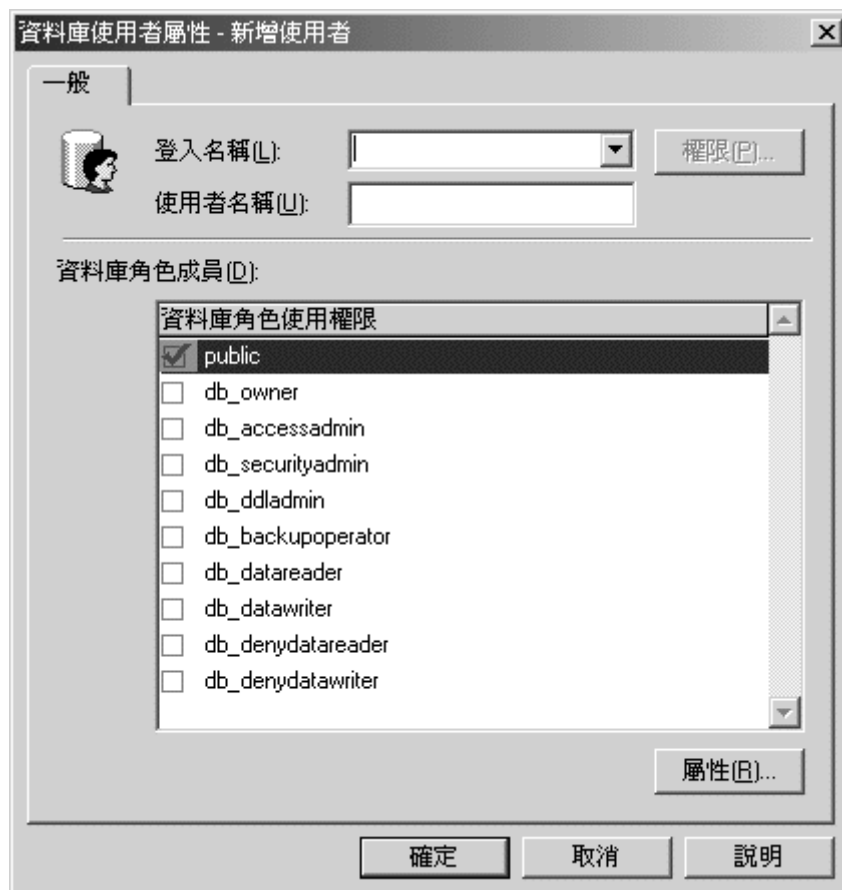 資料庫使用者屬性 - 新增使用者
一般
登入名稱(L):
權限(P)...
使用者名稱(U):
資料庫角色成員(D):
資料庫角色使用權限
public
db_owner
db_accessadmin
db_securityadmin
db_ddladmin
db_backupoperator
db_datareader
db_datawriter
db_denydatareader
db_denydatawriter
屬性(R)...
確定
取消
說明